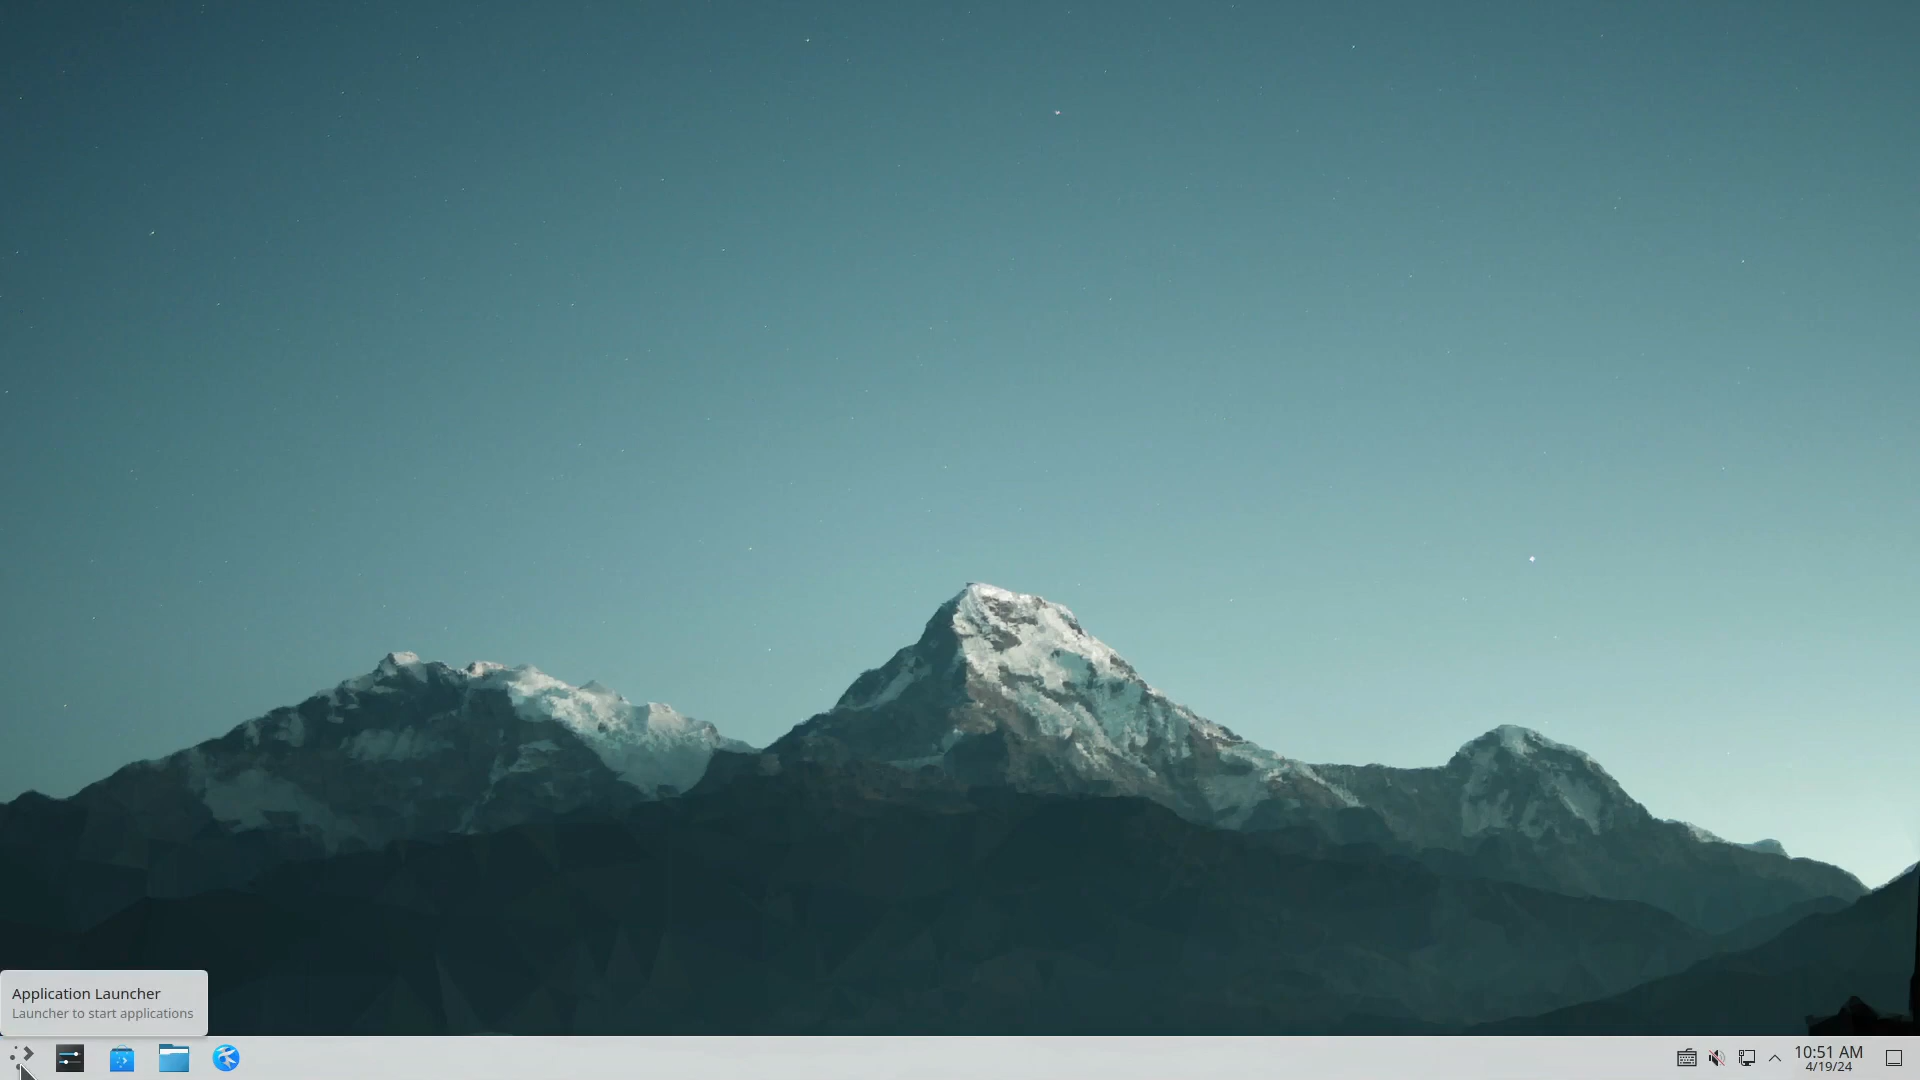 Application Launcher
Launcher to start applications
10:51 AM
4/19/24